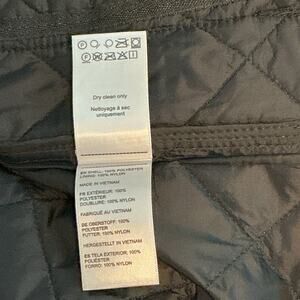 Dry clean only
Nettoyage à sec
uniquement
EN SHELL: 100% POLYESTER
LINING: 100% NYLON
MADE IN VIETNAM
FR EXTÉRIEUR: 100%
POLYESTER
DOUBLURE: 100% NYLON
FABRIQUÉ AU VIETNAM
DE OBERSTOFF: 100%
POLYESTER
FUTTER: 100% NYLON
HERGESTELLT IN VIETNAM
ES TELA EXTERIOR: 100%
POLIÉSTER
FORRO: 100% NYLON